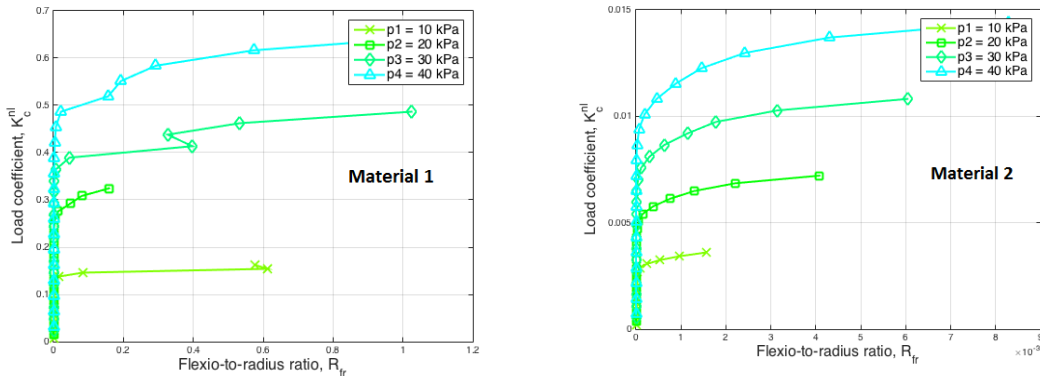 Load coefficient, K_c^nl
0.7
0.6
0.5
0.4
0.3
0.2
0.1
0
0
0.2
0.4
0.6
0.8
1
1.2
Flexio-to-radius ratio, R_fr
p1 = 10 kPa
p2 = 20 kPa
p3 = 30 kPa
p4 = 40 kPa
Material 1
Load coefficient, K_c^nl
0.015
0.01
0.005
0
0
1
2
3
4
5
6
7
8
9
Flexio-to-radius ratio, R_fr
p1 = 10 kPa
p2 = 20 kPa
p3 = 30 kPa
p4 = 40 kPa
Material 2